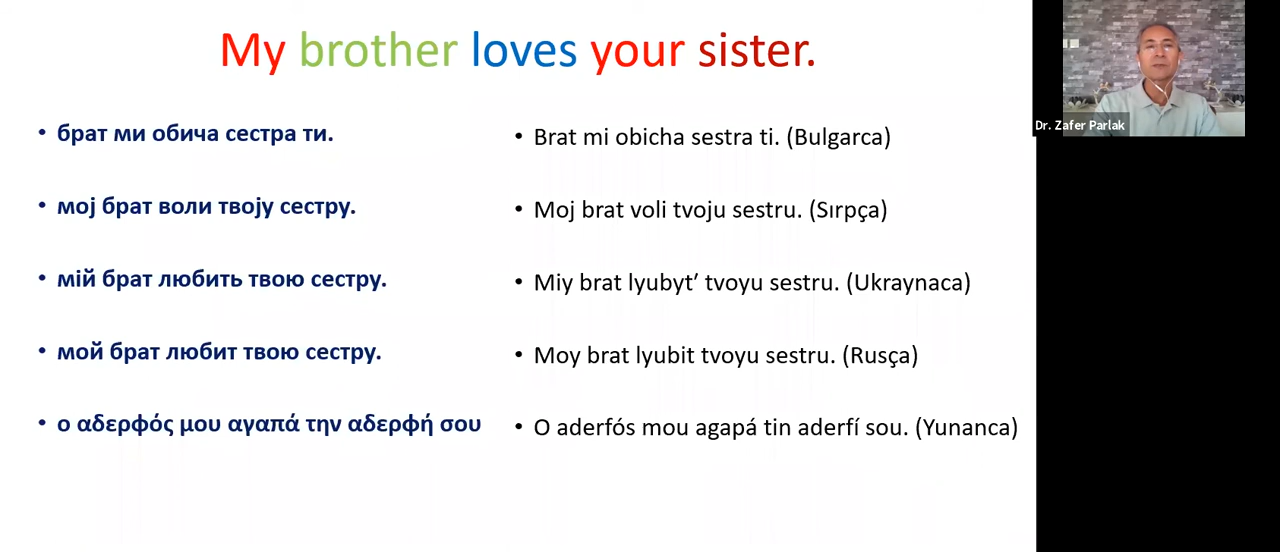 My brother loves your sister.
• брат ми обича сестра ти.
• Brat mi obicha sestra ti. (Bulgarca)
• мој брат воли твоју сестру.
• Moj brat voli tvoju sestru. (Sırpça)
• мій брат любить твою сестру.
• Miy brat lyubyt’ tvoyu sestru. (Ukraynaca)
• мой брат любит твою сестру.
• Moy brat lyubit tvoyu sestru. (Rusça)
• ο αδερφός μου αγαπά την αδερφή σου
• O aderfós mou agapá tin aderfí sou. (Yunanca)
Dr. Zafer Parlak